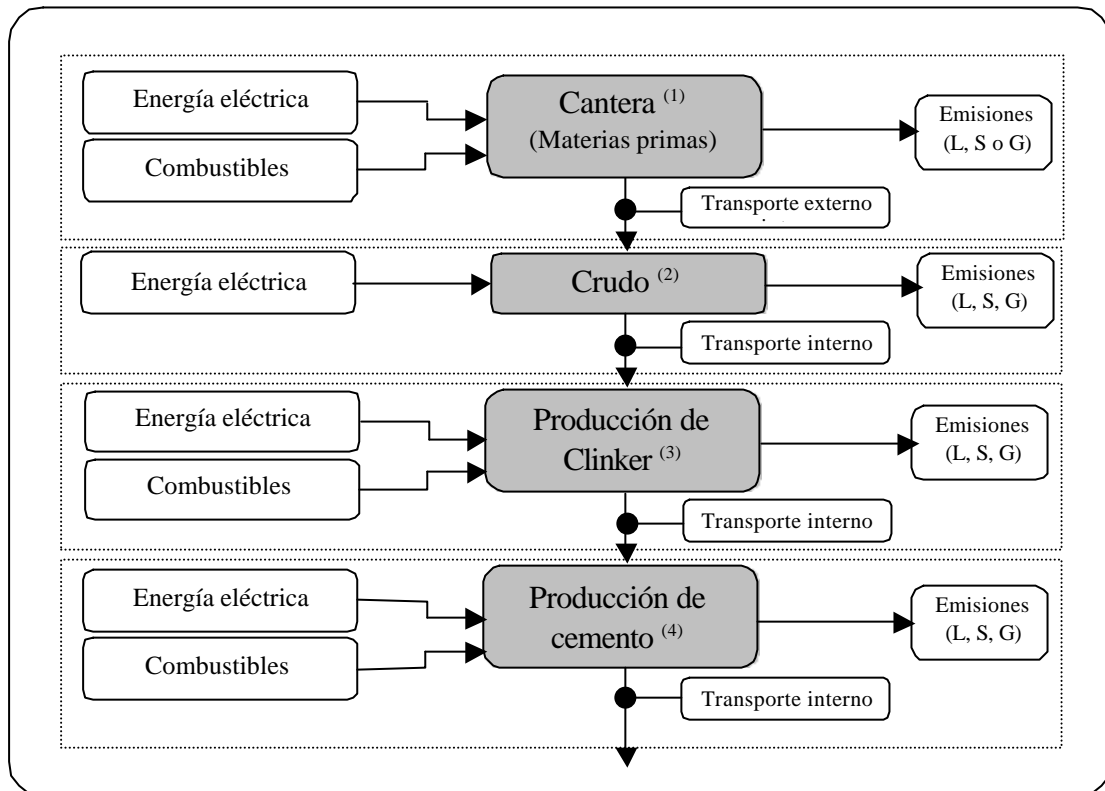 Energía eléctrica
Combustibles
Cantera (1)
(Materias primas)
Emisiones
(L, S o G)
Transporte externo
Energía eléctrica
Crudo (2)
Emisiones
(L, S, G)
Transporte interno
Energía eléctrica
Combustibles
Producción de
Clinker (3)
Emisiones
(L, S, G)
Transporte interno
Energía eléctrica
Combustibles
Producción de
cemento (4)
Emisiones
(L, S, G)
Transporte interno